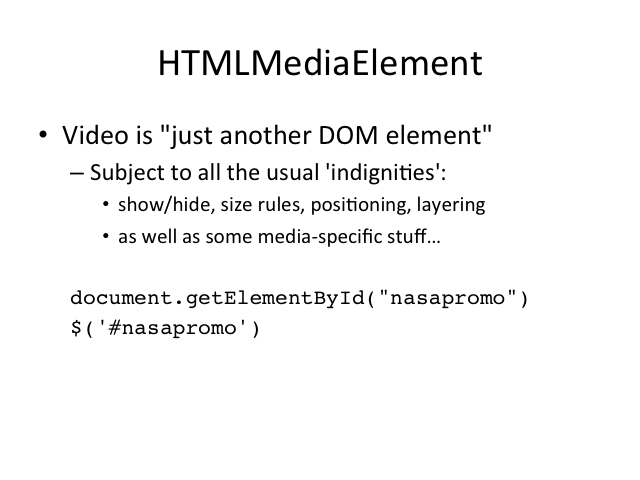 HTMLMediaElement
• Video is "just another DOM element"
– Subject to all the usual 'indignities':
• show/hide, size rules, positioning, layering
• as well as some media-specific stuff…
document.getElementById("nasapromo")
$('#nasapromo')